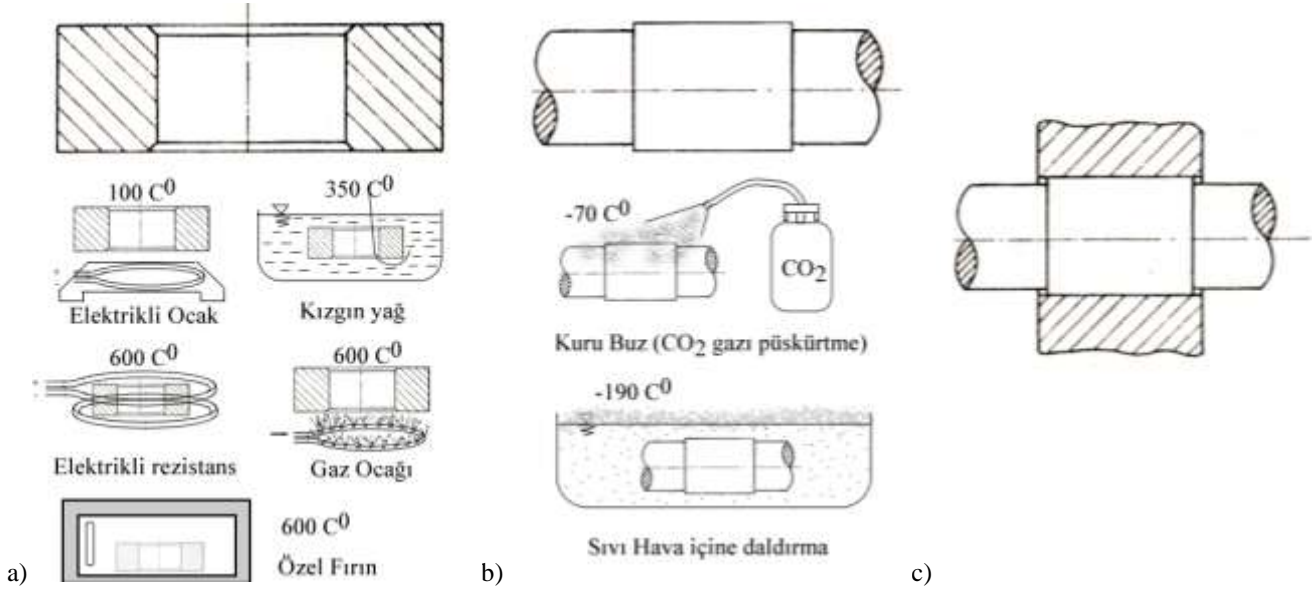 100 C0
350 C0
Elektrikli Ocak
Kızgın yağ
600 C0
600 C0
Elektrikli rezistans
Gaz Ocağı
600 C0
Özel Fırın
a)
-70 C0
CO2
Kuru Buz (CO2 gazı püskürtme)
-190 C0
Sıvı Hava içine daldırma
b)
c)